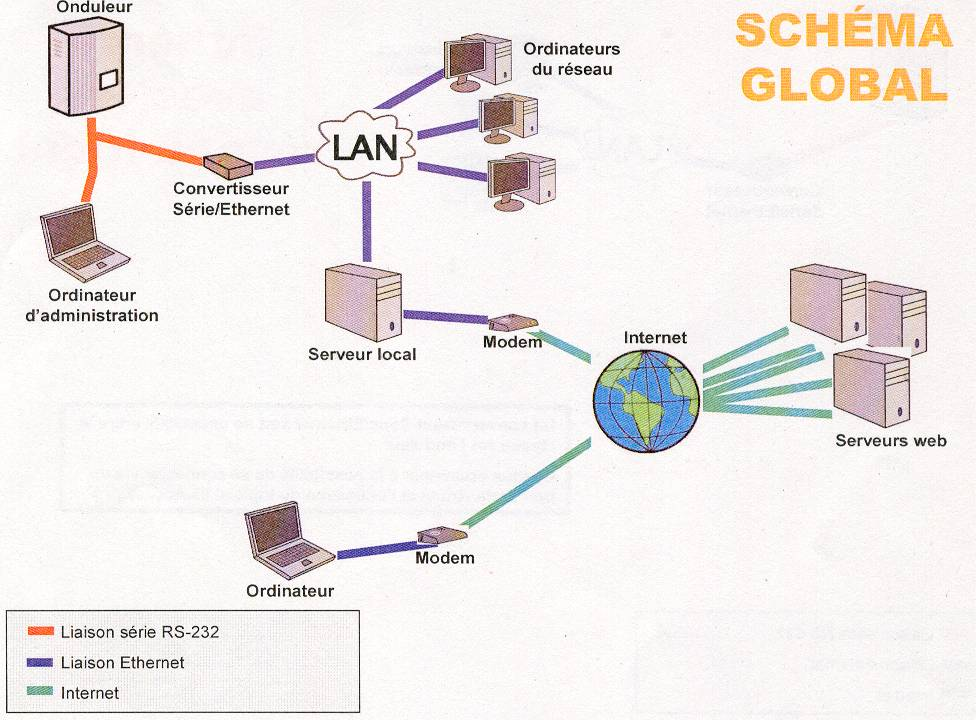 Onduleur
SCHÉMA
GLOBAL
Ordinateurs
du réseau
LAN
Convertisseur
Série/Ethernet
Ordinateur
d'administration
Serveur local
Modem
Internet
Serveurs web
Modem
Ordinateur
Liaison série RS-232
Liaison Ethernet
Internet